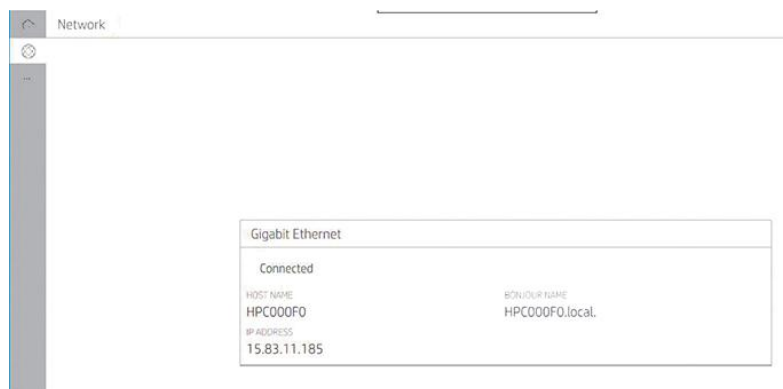 Network
...
Gigabit Ethernet
Connected
HOST NAME
HPC000F0
BONJOUR NAME
HPC000F0.local.
IP ADDRESS
15.83.11.185